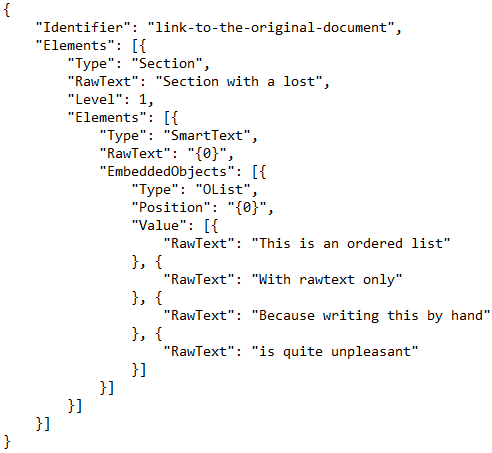 {
    "Identifier": "link-to-the-original-document",
    "Elements": [{
        "Type": "Section",
        "RawText": "Section with a lost",
        "Level": 1,
        "Elements": [{
            "Type": "SmartText",
            "RawText": "{0}",
            "EmbeddedObjects": [{
                "Type": "OList",
                "Position": "{0}",
                "Value": [{
                    "RawText": "This is an ordered list"
                }, {
                    "RawText": "With rawtext only"
                }, {
                    "RawText": "Because writing this by hand"
                }, {
                    "RawText": "is quite unpleasant"
                }]
            }]
        }]
    }]
}